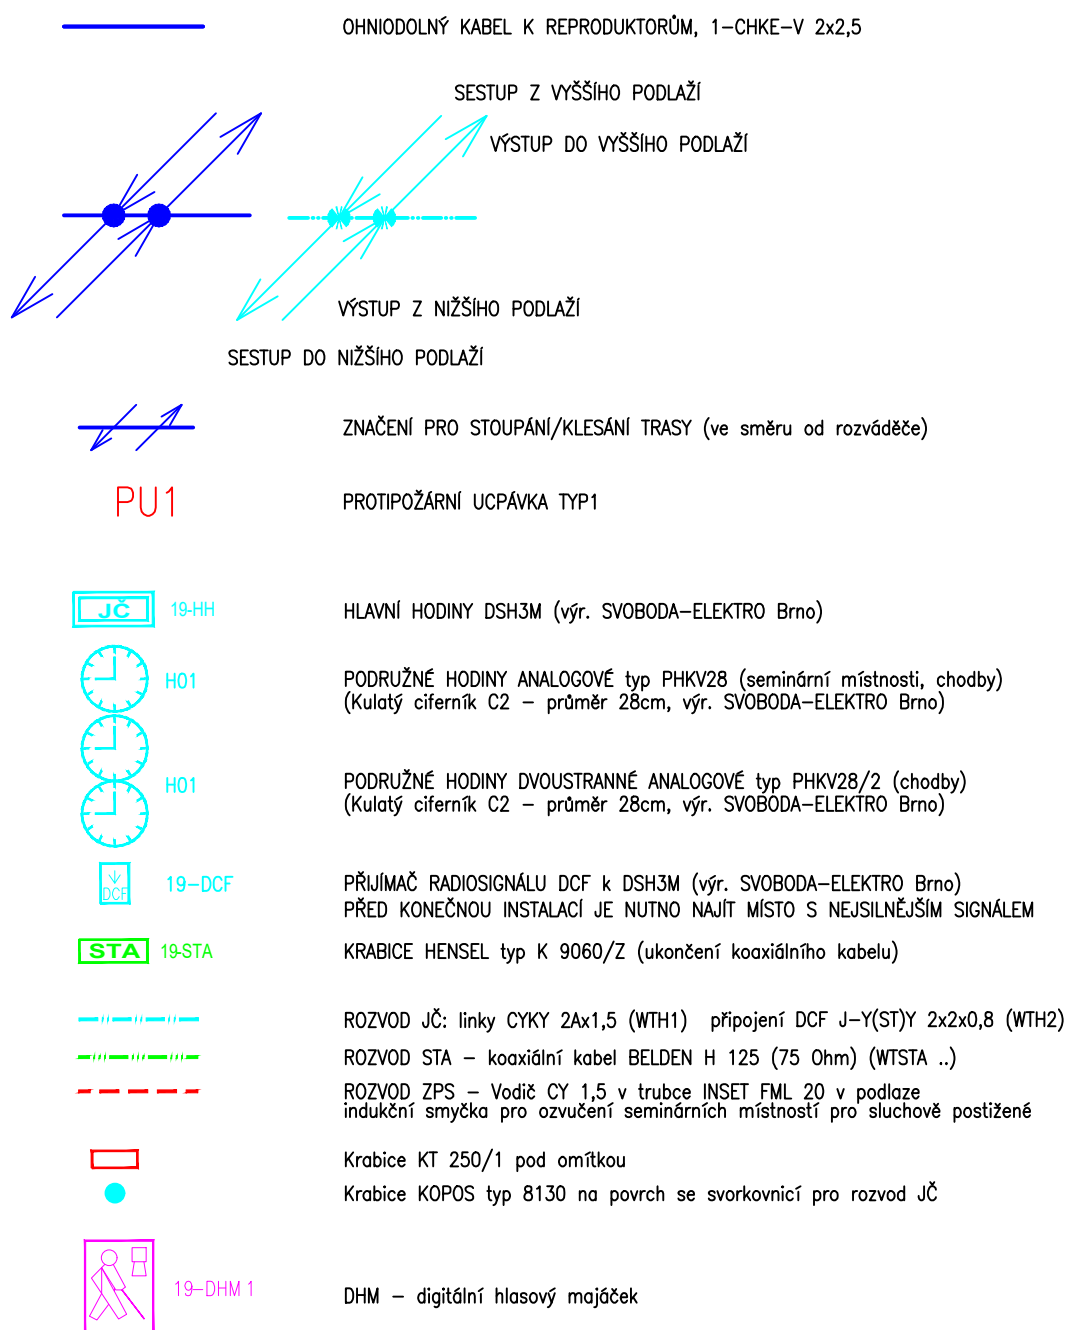 OHNIODOLNÝ KABEL K REPRODUKTORŮM, 1-CHKE-V 2x2,5
SESTUP Z VYŠŠÍHO PODLAŽÍ
VÝSTUP DO VYŠŠÍHO PODLAŽÍ
VÝSTUP Z NIŽŠÍHO PODLAŽÍ
SESTUP DO NIŽŠÍHO PODLAŽÍ
ZNAČENÍ PRO STOUPÁNÍ/KLESÁNÍ TRASY (ve směru od rozváděče)
PU1 PROTIPOŽÁRNÍ UCPÁVKA TYP1
JČ 19-HH HLAVNÍ HODINY DSH3M (výr. SVOBODA-ELEKTRO Brno)
H01 PODRUŽNÉ HODINY ANALOGOVÉ typ PHKV28 (seminární místnosti, chodby)
(Kulatý ciferník C2 - průměr 28cm, výr. SVOBODA-ELEKTRO Brno)
H01 PODRUŽNÉ HODINY DVOUSTRANNÉ ANALOGOVÉ typ PHKV28/2 (chodby)
(Kulatý ciferník C2 - průměr 28cm, výr. SVOBODA-ELEKTRO Brno)
DCF 19-DCF PŘIJÍMAČ RADIOSIGNÁLU DCF k DSH3M (výr. SVOBODA-ELEKTRO Brno)
PŘED KONEČNOU INSTALACÍ JE NUTNO NAJÍT MÍSTO S NEJSILNĚJŠÍM SIGNÁLEM
STA 19-STA KRABICE HENSEL typ K 9060/Z (ukončení koaxiálního kabelu)
ROZVOD JČ: linky CYKY 2Ax1,5 (WTH1) připojení DCF J-Y(ST)Y 2x2x0,8 (WTH2)
ROZVOD STA - koaxiální kabel BELDEN H 125 (75 Ohm) (WTSTA ..)
ROZVOD ZPS - Vodič CY 1,5 v trubce INSET FML 20 v podlaze
indukční smyčka pro ozvučení seminárních místností pro sluchově postižené
Krabice KT 250/1 pod omítkou
Krabice KOPOS typ 8130 na povrch se svorkovnicí pro rozvod JČ
19-DHM 1 DHM - digitální hlasový majáček